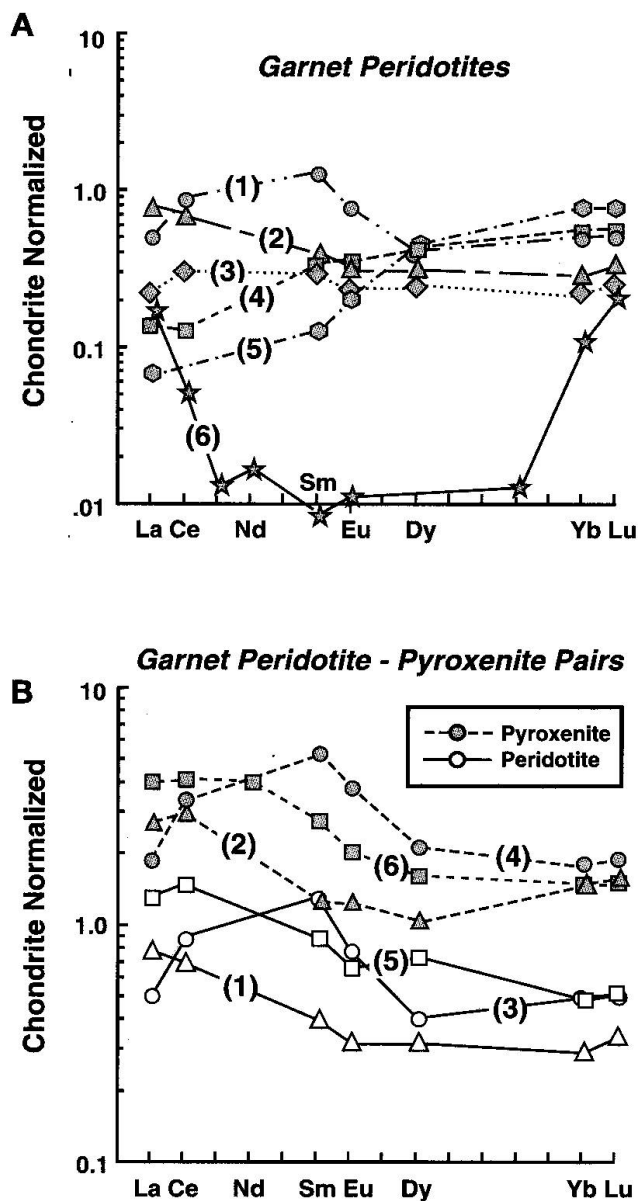 A
Garnet Peridotites
Chondrite Normalized
10
1.0
0.1
.01
(1)
(2)
(3)
(4)
(5)
(6)
Sm
La Ce Nd Eu Dy Yb Lu
Garnet Peridotite - Pyroxenite Pairs
B
Chondrite Normalized
10
1.0
0.1
Pyroxenite
Peridotite
(2)
(6)
(4)
(5)
(1)
(3)
La Ce Nd Sm Eu Dy Yb Lu